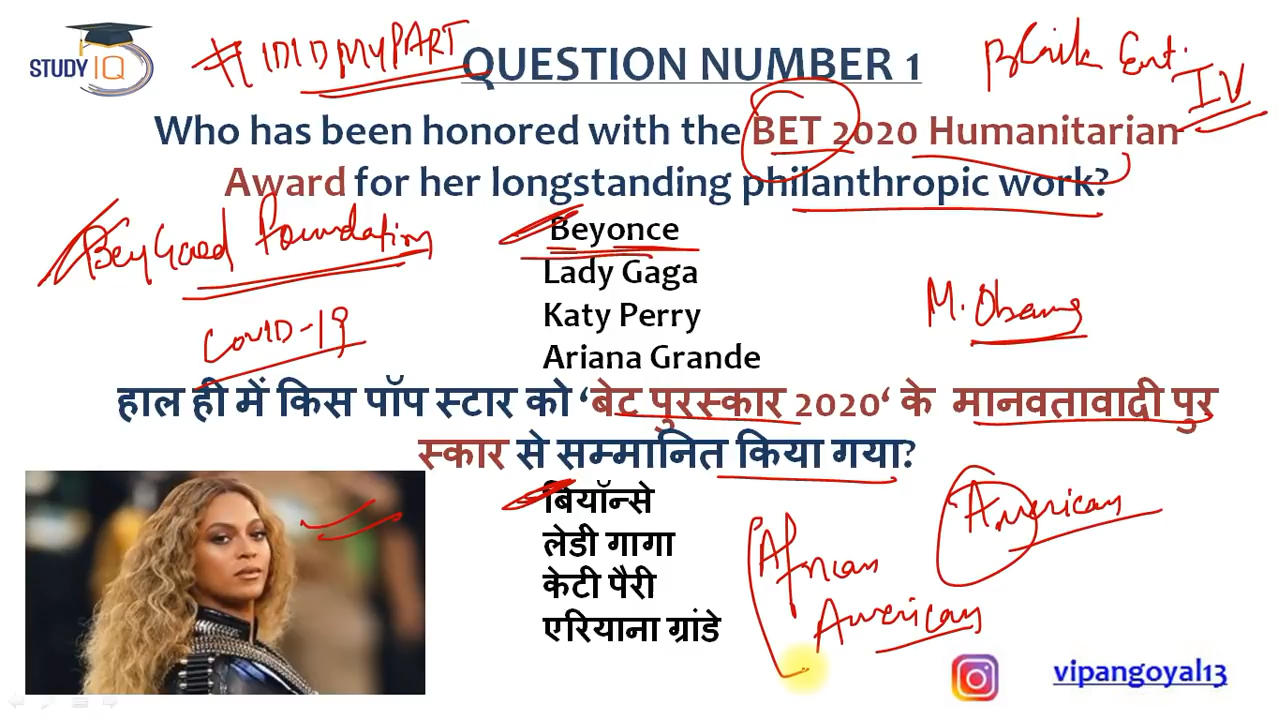 STUDY IQ
#IDIDMYPART
QUESTION NUMBER 1
Black Ent.
TV
Who has been honored with the BET 2020 Humanitarian
Award for her longstanding philanthropic work?
BeyGood Foundation
Beyonce
Lady Gaga
Katy Perry
Ariana Grande
COVID-19
M. Obama
हाल ही में किस पॉप स्टार को ‘बेट पुरस्कार 2020‘ के मानवतावादी पुर
स्कार से सम्मानित किया गया?
बियॉन्से
लेडी गागा
केटी पैरी
एरियाना ग्रांडे
American
African
American
vipangoyal13